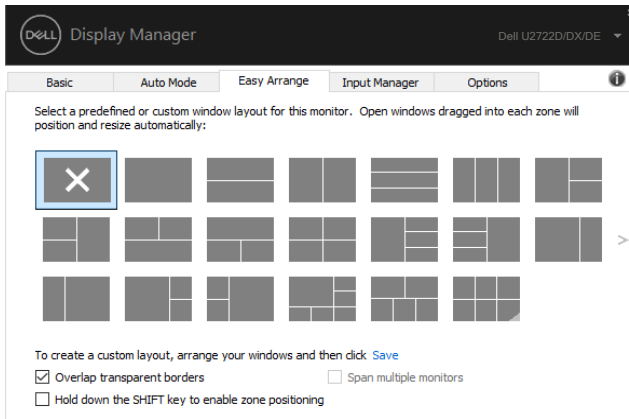 DELL Display Manager
Dell U2722D/DX/DE
Basic Auto Mode Easy Arrange Input Manager Options
Select a predefined or custom window layout for this monitor. Open windows dragged into each zone will
position and resize automatically:
To create a custom layout, arrange your windows and then click Save
Overlap transparent borders
Span multiple monitors
Hold down the SHIFT key to enable zone positioning